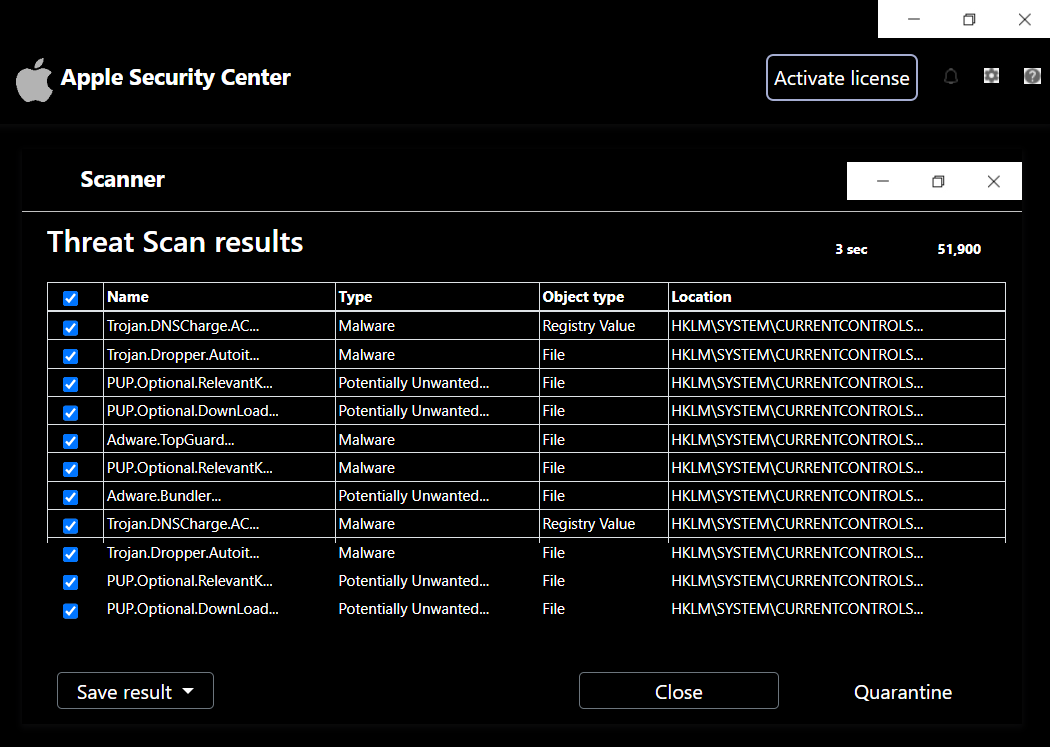 Apple Security Center
Activate license
Scanner
Threat Scan results
3 sec 51,900
Name Type Object type Location
Trojan.DNSCharge.AC... Malware Registry Value HKLM\SYSTEM\CURRENTCONTROLS...
Trojan.Dropper.Autoit... Malware File HKLM\SYSTEM\CURRENTCONTROLS...
PUP.Optional.RelevantK... Potentially Unwanted... File HKLM\SYSTEM\CURRENTCONTROLS...
PUP.Optional.DownLoad... Potentially Unwanted... File HKLM\SYSTEM\CURRENTCONTROLS...
Adware.TopGuard... Malware File HKLM\SYSTEM\CURRENTCONTROLS...
PUP.Optional.RelevantK... Malware File HKLM\SYSTEM\CURRENTCONTROLS...
Adware.Bundler... Potentially Unwanted... File HKLM\SYSTEM\CURRENTCONTROLS...
Trojan.DNSCharge.AC... Malware Registry Value HKLM\SYSTEM\CURRENTCONTROLS...
Trojan.Dropper.Autoit... Malware File HKLM\SYSTEM\CURRENTCONTROLS...
PUP.Optional.RelevantK... Potentially Unwanted... File HKLM\SYSTEM\CURRENTCONTROLS...
PUP.Optional.DownLoad... Potentially Unwanted... File HKLM\SYSTEM\CURRENTCONTROLS...
Save result Close Quarantine